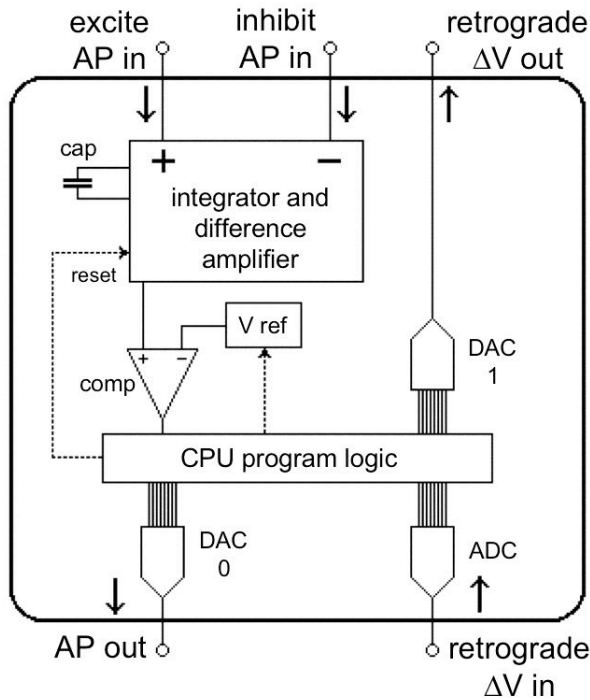 excite
AP in
inhibit
AP in
retrograde
ΔV out
cap
+
−
integrator and
difference
amplifier
reset
V ref
+
−
comp
DAC
1
CPU program logic
DAC
0
ADC
AP out
retrograde
ΔV in